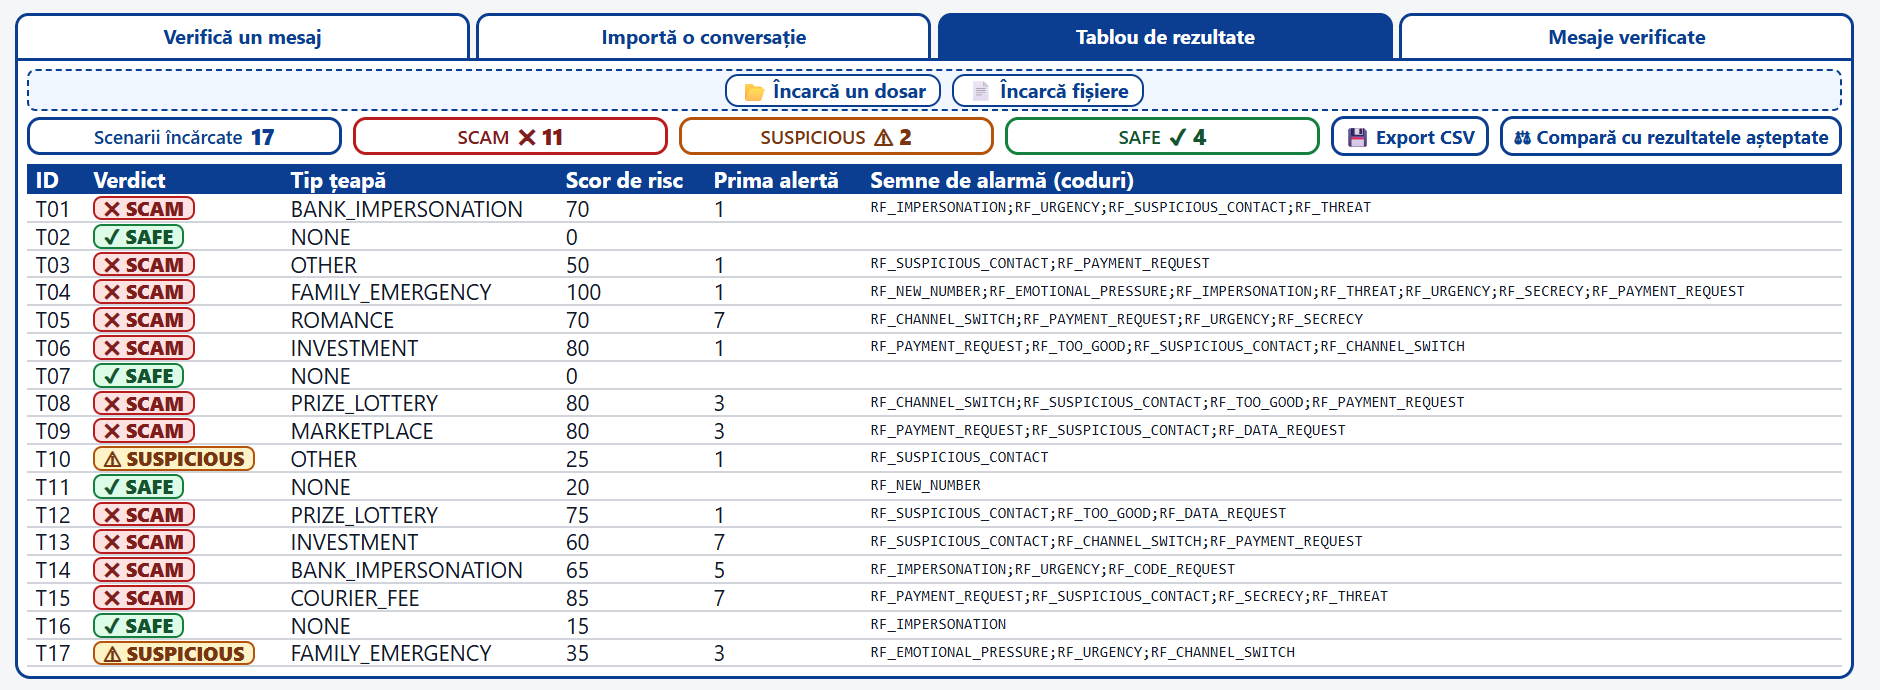 Verifică un mesaj Importă o conversație Tablou de rezultate Mesaje verificate
Încarcă un dosar Încarcă fișiere
Scenarii încărcate 17 SCAM ✕ 11 SUSPICIOUS ⚠ 2 SAFE ✓ 4 Export CSV Compară cu rezultatele așteptate
ID Verdict Tip țeapă Scor de risc Prima alertă Semne de alarmă (coduri)
T01 ✕ SCAM BANK_IMPERSONATION 70 1 RF_IMPERSONATION;RF_URGENCY;RF_SUSPICIOUS_CONTACT;RF_THREAT
T02 ✓ SAFE NONE 0
T03 ✕ SCAM OTHER 50 1 RF_SUSPICIOUS_CONTACT;RF_PAYMENT_REQUEST
T04 ✕ SCAM FAMILY_EMERGENCY 100 1 RF_NEW_NUMBER;RF_EMOTIONAL_PRESSURE;RF_IMPERSONATION;RF_THREAT;RF_URGENCY;RF_SECRECY;RF_PAYMENT_REQUEST
T05 ✕ SCAM ROMANCE 70 7 RF_CHANNEL_SWITCH;RF_PAYMENT_REQUEST;RF_URGENCY;RF_SECRECY
T06 ✕ SCAM INVESTMENT 80 1 RF_PAYMENT_REQUEST;RF_TOO_GOOD;RF_SUSPICIOUS_CONTACT;RF_CHANNEL_SWITCH
T07 ✓ SAFE NONE 0
T08 ✕ SCAM PRIZE_LOTTERY 80 3 RF_CHANNEL_SWITCH;RF_SUSPICIOUS_CONTACT;RF_TOO_GOOD;RF_PAYMENT_REQUEST
T09 ✕ SCAM MARKETPLACE 80 3 RF_PAYMENT_REQUEST;RF_SUSPICIOUS_CONTACT;RF_DATA_REQUEST
T10 ⚠ SUSPICIOUS OTHER 25 1 RF_SUSPICIOUS_CONTACT
T11 ✓ SAFE NONE 20 RF_NEW_NUMBER
T12 ✕ SCAM PRIZE_LOTTERY 75 1 RF_SUSPICIOUS_CONTACT;RF_TOO_GOOD;RF_DATA_REQUEST
T13 ✕ SCAM INVESTMENT 60 7 RF_SUSPICIOUS_CONTACT;RF_CHANNEL_SWITCH;RF_PAYMENT_REQUEST
T14 ✕ SCAM BANK_IMPERSONATION 65 5 RF_IMPERSONATION;RF_URGENCY;RF_CODE_REQUEST
T15 ✕ SCAM COURIER_FEE 85 7 RF_PAYMENT_REQUEST;RF_SUSPICIOUS_CONTACT;RF_SECRECY;RF_THREAT
T16 ✓ SAFE NONE 15 RF_IMPERSONATION
T17 ⚠ SUSPICIOUS FAMILY_EMERGENCY 35 3 RF_EMOTIONAL_PRESSURE;RF_URGENCY;RF_CHANNEL_SWITCH